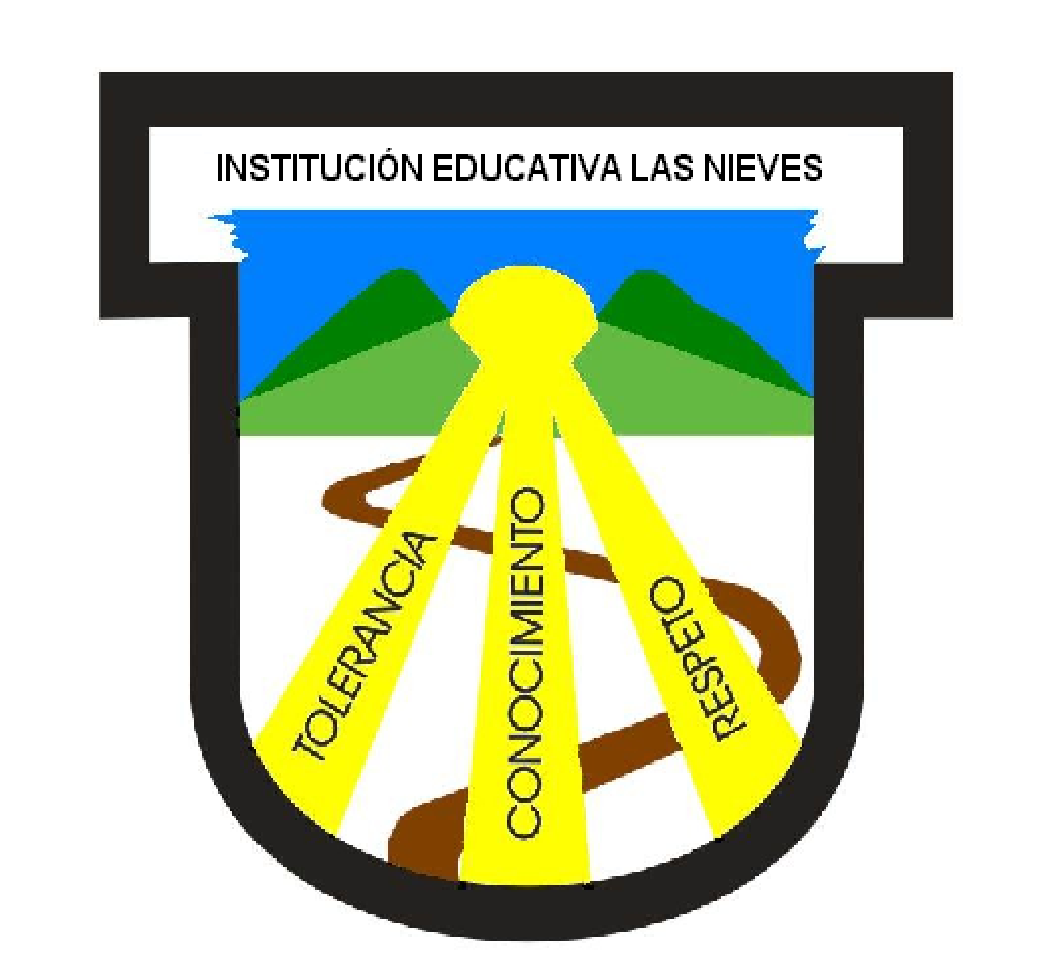 INSTITUCIÓN EDUCATIVA LAS NIEVES
TOLERANCIA
CONOCIMIENTO
RESPETO